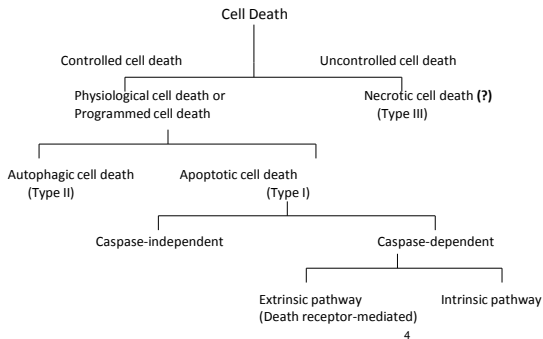 Cell Death
Controlled cell death
Uncontrolled cell death
Physiological cell death or
Programmed cell death
Necrotic cell death (?)
(Type III)
Autophagic cell death
(Type II)
Apoptotic cell death
(Type I)
Caspase-independent
Caspase-dependent
Extrinsic pathway
(Death receptor-mediated)
Intrinsic pathway
4